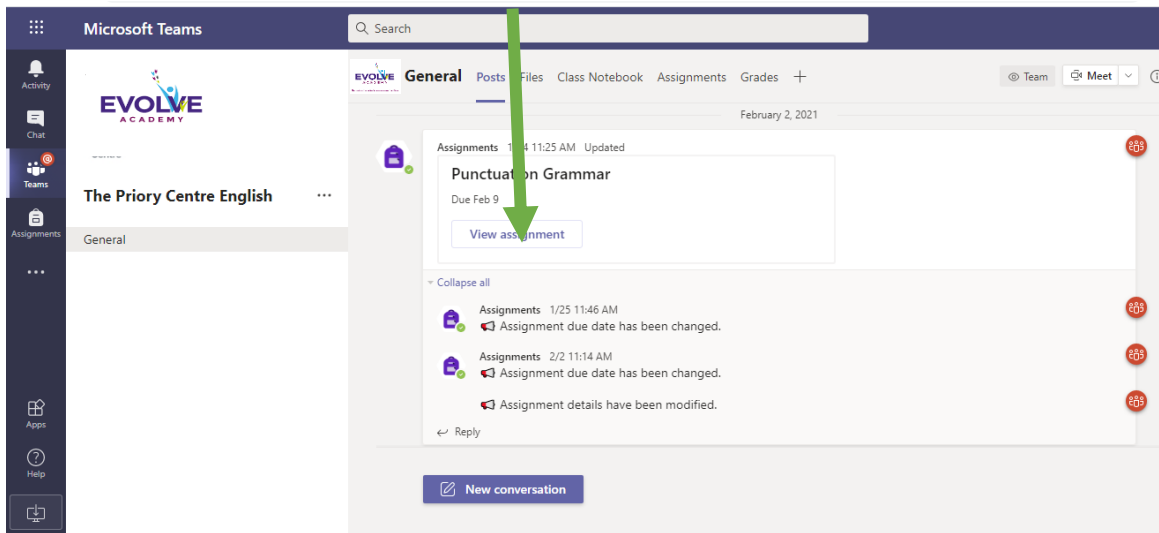 Microsoft Teams
Search
Activity
Chat
Teams
Assignments
Apps
Help
EVOLVE
ACADEMY
The Priory Centre English
General
EVOLVE
ACADEMY
General Posts Files Class Notebook Assignments Grades
Team Meet
February 2, 2021
Assignments 11:25 AM Updated
Punctuation Grammar
Due Feb 9
View assignment
Collapse all
Assignments 1/25 11:46 AM
Assignment due date has been changed.
Assignments 2/2 11:14 AM
Assignment due date has been changed.
Assignment details have been modified.
Reply
New conversation